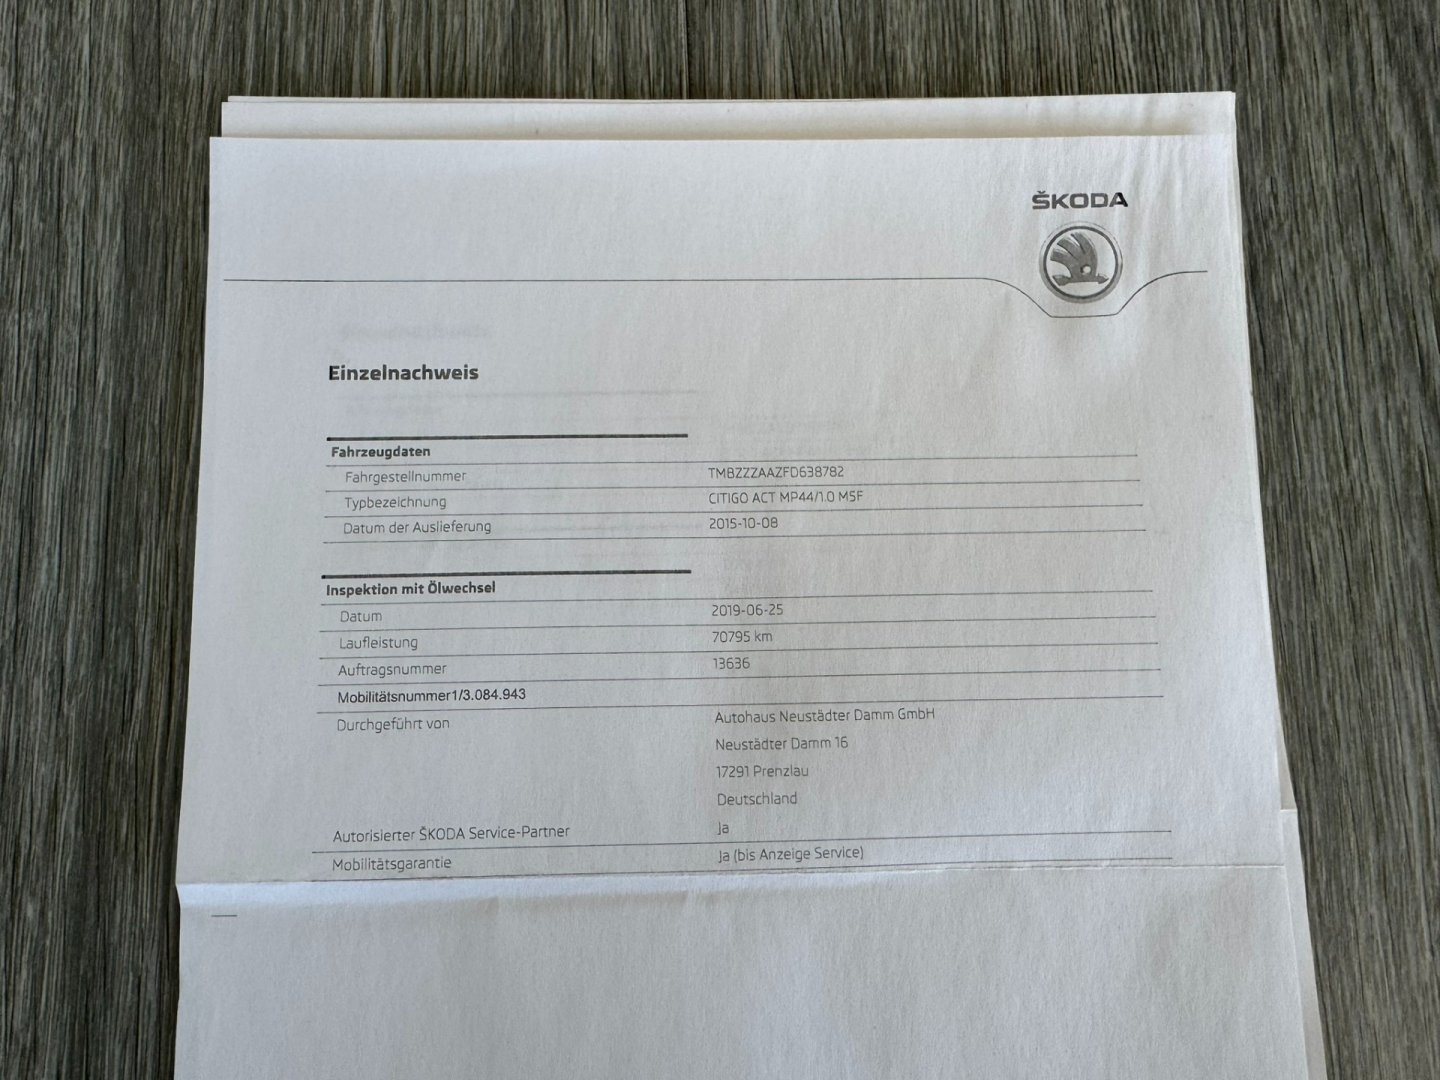 ŠKODA
Einzelnachweis
Fahrzeugdaten
Fahrgestellnummer TMBZZZAAZFD638782
Typbezeichnung CITIGO ACT MP44/1.0 M5F
Datum der Auslieferung 2015-10-08
Inspektion mit Ölwechsel
Datum 2019-06-25
Laufleistung 70795 km
Auftragsnummer 13636
Mobilitätsnummer1/3.084.943
Durchgeführt von Autohaus Neustädter Damm GmbH
Neustädter Damm 16
17291 Prenzlau
Deutschland
Autorisierter ŠKODA Service-Partner Ja
Mobilitätsgarantie Ja (bis Anzeige Service)